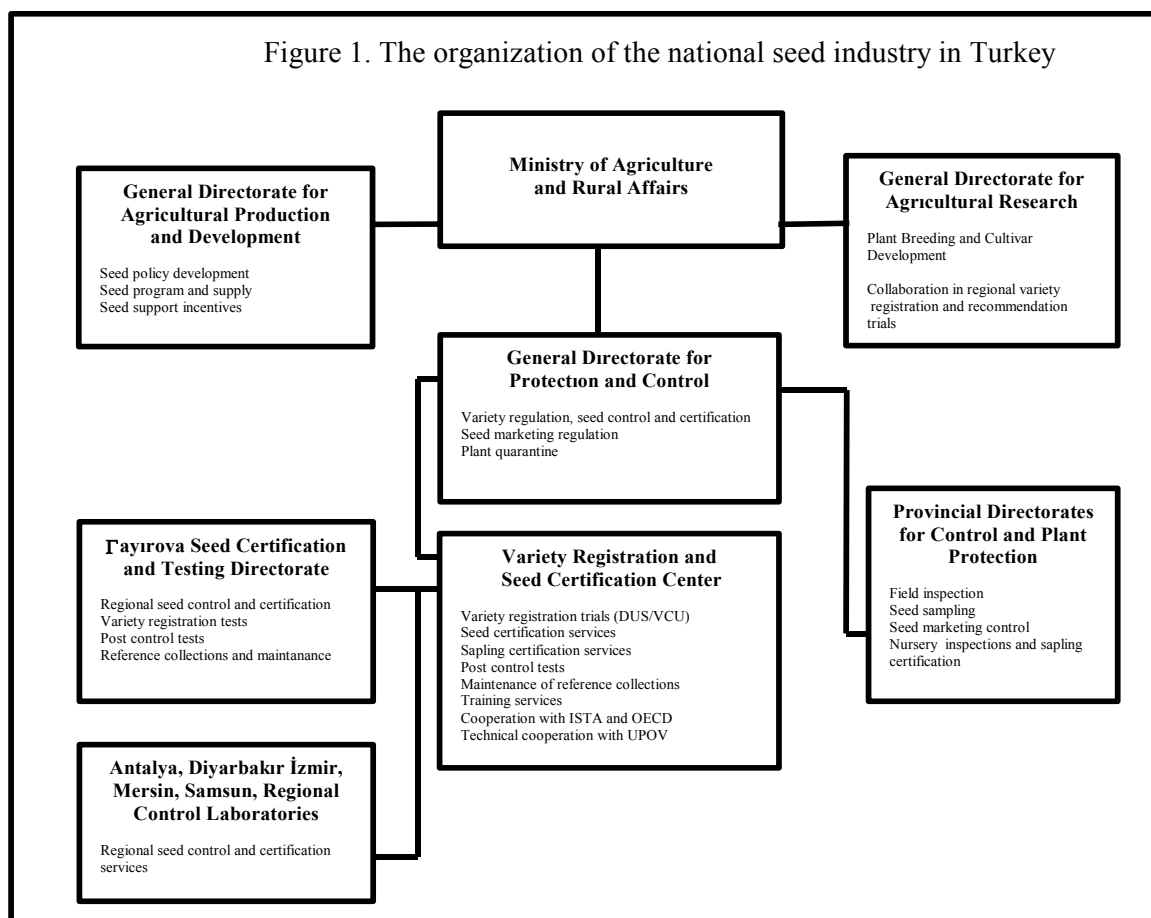 Figure 1. The organization of the national seed industry in Turkey
Ministry of Agriculture
and Rural Affairs
General Directorate for
Agricultural Production
and Development
Seed policy development
Seed program and supply
Seed support incentives
General Dırectorate for
Agrıcultural Research
Plant Breeding and Cultivar
Development
Collaboration in regional variety
registration and recommendation
trials
General Dırectorate for
Protectıon and Control
Variety regulation, seed control and certification
Seed marketing regulation
Plant quarantine
Provincial Directorates
for Control and Plant
Protection
Field inspection
Seed sampling
Seed marketing control
Nursery inspections and sapling
certification
Γayırova Seed Certification
and Testing Directorate
Regional seed control and certification
Variety registration tests
Post control tests
Reference collections and maintanance
Variety Registration and
Seed Certification Center
Variety registration trials (DUS/VCU)
Seed certification services
Sapling certification services
Post control tests
Maintenance of reference collections
Training services
Cooperation with ISTA and OECD
Technical cooperation with UPOV
Antalya, Diyarbakır İzmir,
Mersin, Samsun, Regional
Control Laboratories
Regional seed control and certification
services